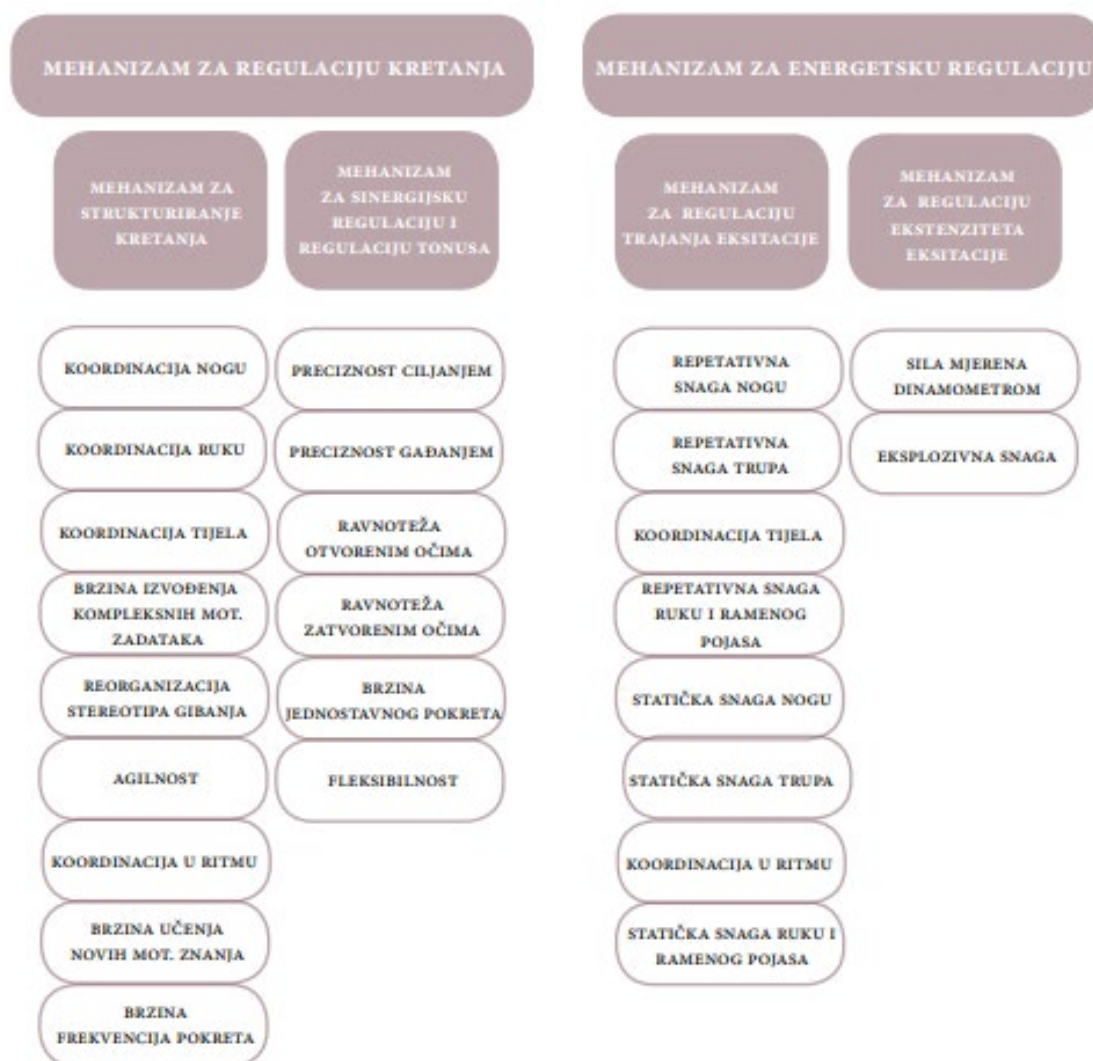 MEHANIZAM ZA REGULACIJU KRETANJA
MEHANIZAM ZA
STRUKTURIRANJE
KRETANJA
MEHANIZAM
ZA SINERGIJSKU
REGULACIJU I
REGULACIJU TONUSA
KOORDINACIJA NOGU
KOORDINACIJA RUKU
KOORDINACIJA TIJELA
BRZINA IZVOĐENJA
KOMPLEKSNIH MOT.
ZADATAKA
REORGANIZACIJA
STEREOTIPA GIBANJA
AGILNOST
KOORDINACIJA U RITMU
BRZINA UČENJA
NOVIH MOT. ZNANJA
BRZINA
FREKVENCIJA POKRETA
PRECIZNOST CILJANJEM
PRECIZNOST GAĐANJEM
RAVNOTEŽA
OTVORENIM OČIMA
RAVNOTEŽA
ZATVORENIM OČIMA
BRZINA
JEDNOSTAVNOG POKRETA
FLEKSIBILNOST
MEHANIZAM ZA ENERGETSKU REGULACIJU
MEHANIZAM
ZA REGULACIJU
TRAJANJA EKSITACIJE
MEHANIZAM
ZA REGULACIJU
EKSTENZITETA
EKSITACIJE
REPETATIVNA
SNAGA NOGU
REPETATIVNA
SNAGA TRUPA
KOORDINACIJA TIJELA
REPETATIVNA SNAGA
RUKU I RAMENOG
POJASA
STATIČKA SNAGA NOGU
STATIČKA SNAGA TRUPA
KOORDINACIJA U RITMU
STATIČKA SNAGA RUKU I
RAMENOG POJASA
SILA MJERENA
DINAMOMETROM
EKSPLOZIVNA SNAGA